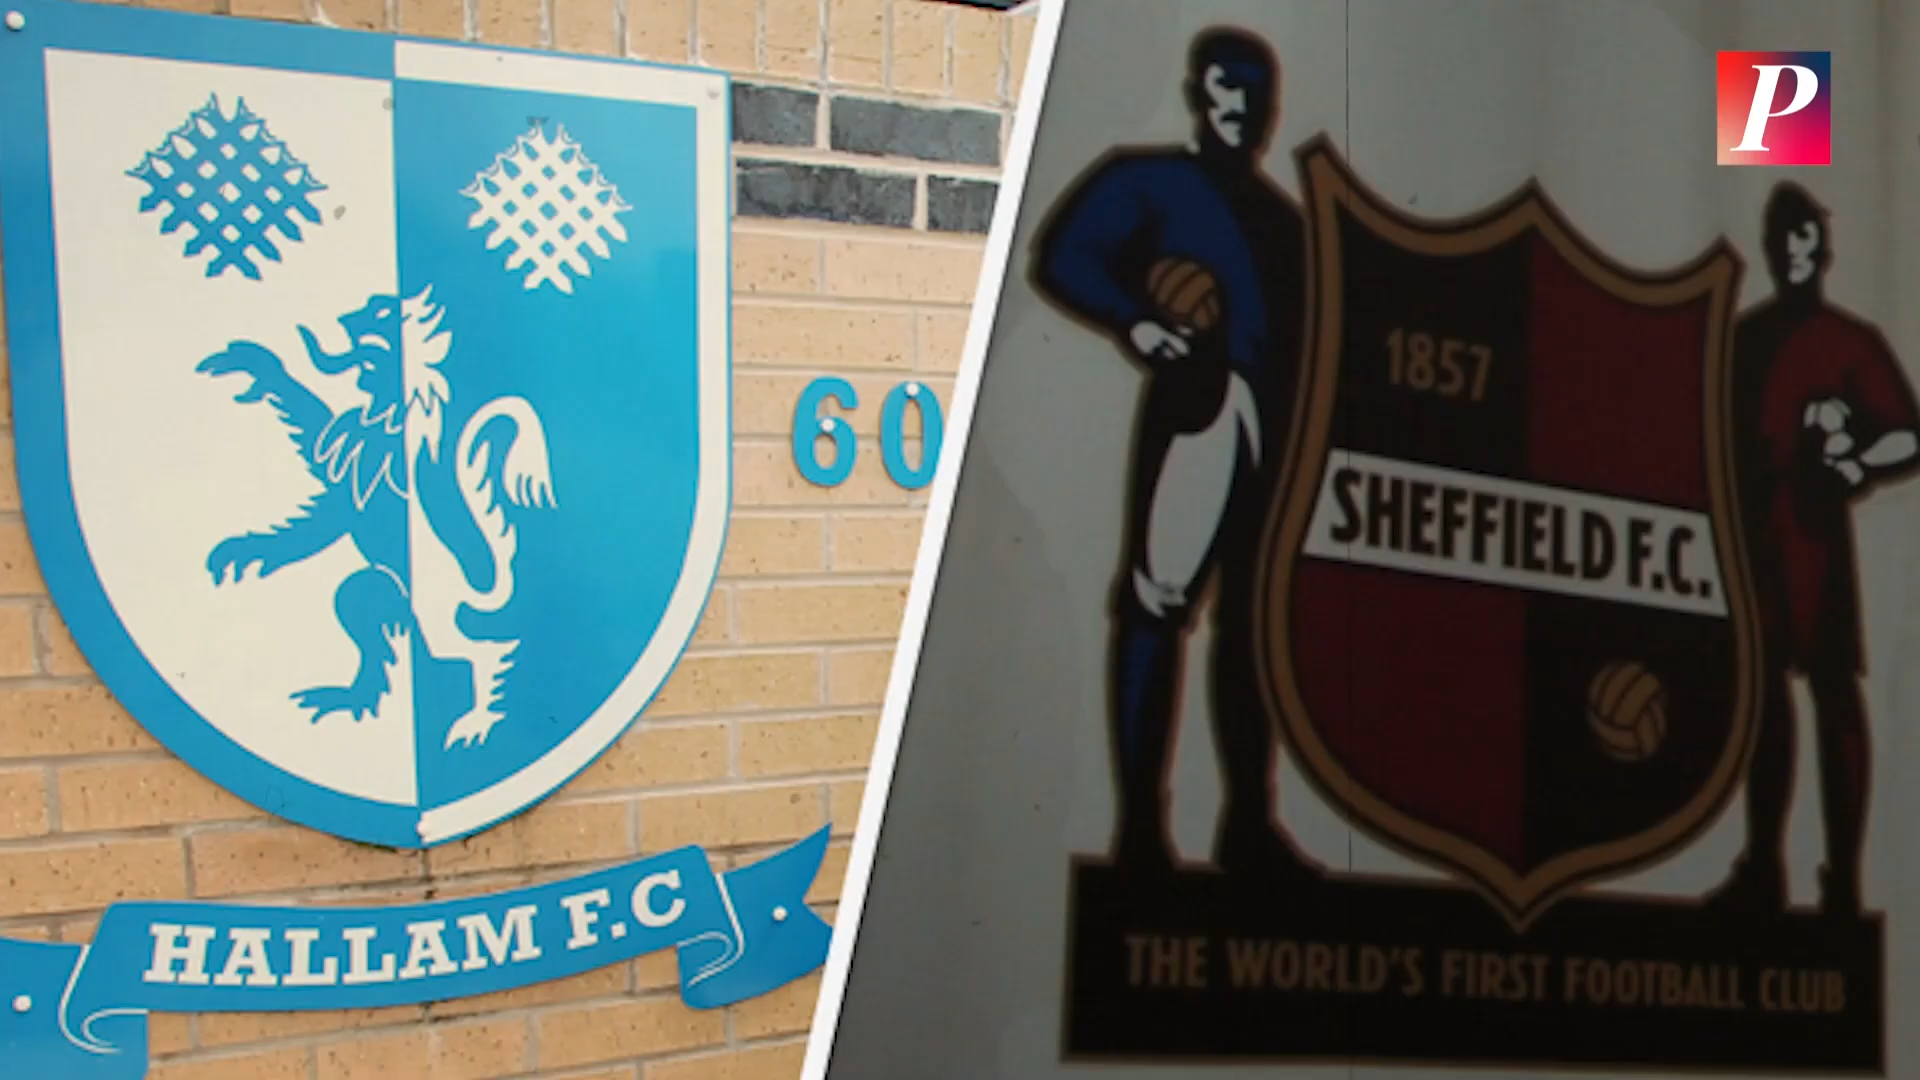 60
HALLAM F.C
P
1857
SHEFFIELD F.C.
THE WORLD'S FIRST FOOTBALL CLUB